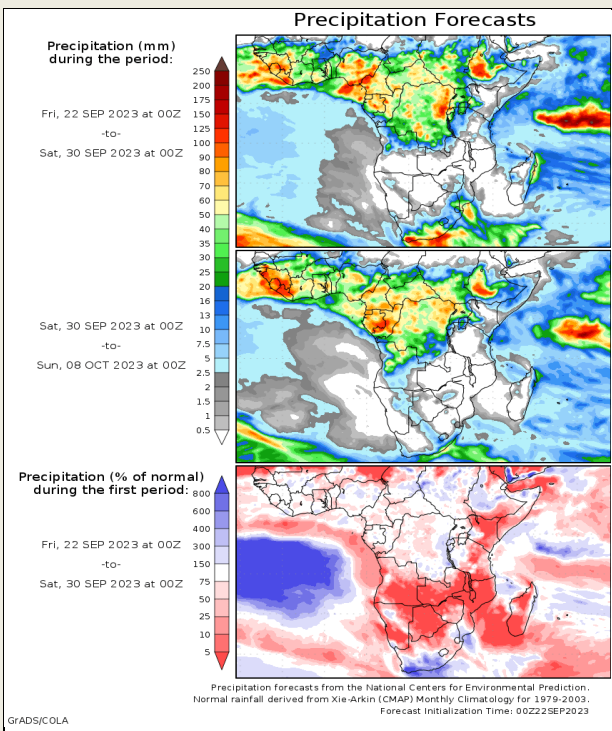 Precipitation Forecasts
Precipitation (mm)
during the period:
Fri, 22 SEP 2023 at 00Z
-to-
Sat, 30 SEP 2023 at 00Z
250
200
175
150
125
100
90
80
70
60
50
40
35
30
25
20
16
13
10
7.5
5
2.5
2
1.5
1
0.5
Sat, 30 SEP 2023 at 00Z
-to-
Sun, 08 OCT 2023 at 00Z
Precipitation (% of normal)
during the first period:
Fri, 22 SEP 2023 at 00Z
-to-
Sat, 30 SEP 2023 at 00Z
800
600
400
300
150
75
50
25
10
5
Precipitation forecasts from the National Centers for Environmental Prediction.
Normal rainfall derived from Xie-Arkin (CMAP) Monthly Climatology for 1979-2003.
Forecast Initialization Time: 00Z22SEP2023
GrADS/COLA